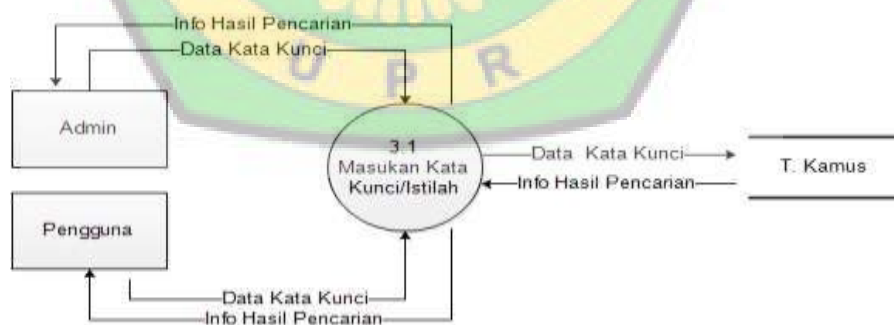 Info Hasil Pencarian
Data Kata Kunci
U P R
Admin
3.1
Masukan Kata
Kunci/Istilah
Data Kata Kunci
Info Hasil Pencarian
T. Kamus
Pengguna
Data Kata Kunci
Info Hasil Pencarian